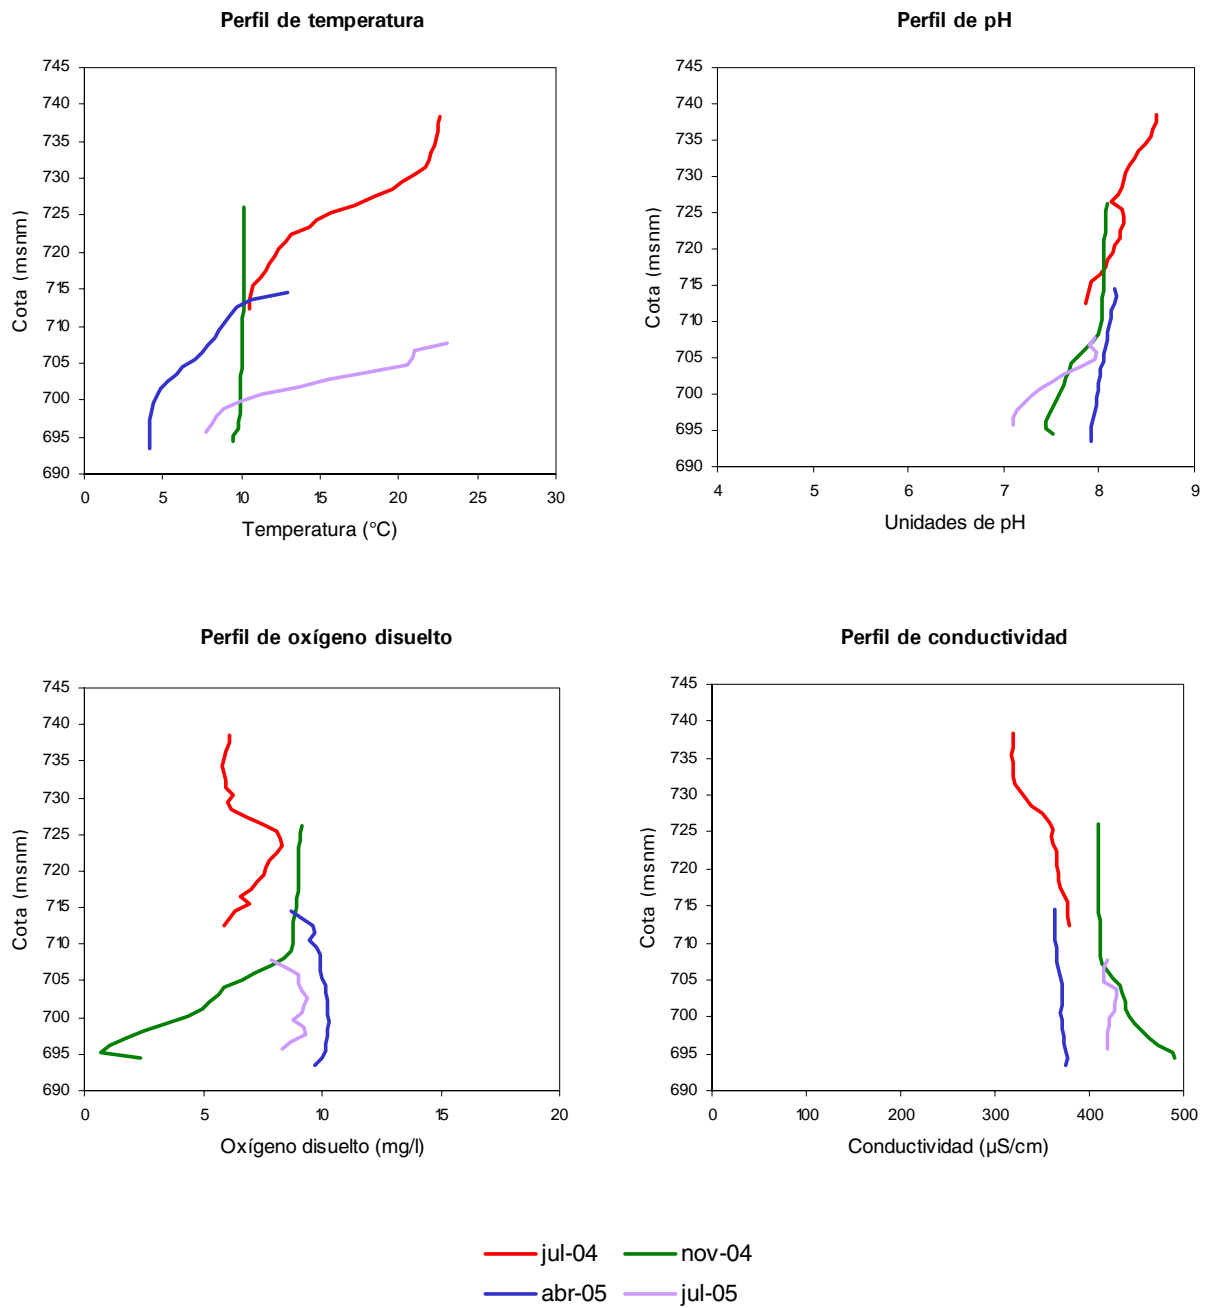 Perfil de temperatura
745
740
735
730
725
720
715
710
705
700
695
690
Cota (msnm)
0 5 10 15 20 25 30
Temperatura (°C)
Perfil de pH
745
740
735
730
725
720
715
710
705
700
695
690
Cota (msnm)
4 5 6 7 8 9
Unidades de pH
Perfil de oxígeno disuelto
745
740
735
730
725
720
715
710
705
700
695
690
Cota (msnm)
0 5 10 15 20
Oxígeno disuelto (mg/l)
Perfil de conductividad
745
740
735
730
725
720
715
710
705
700
695
690
Cota (msnm)
0 100 200 300 400 500
Conductividad (µS/cm)
jul-04 nov-04
abr-05 jul-05